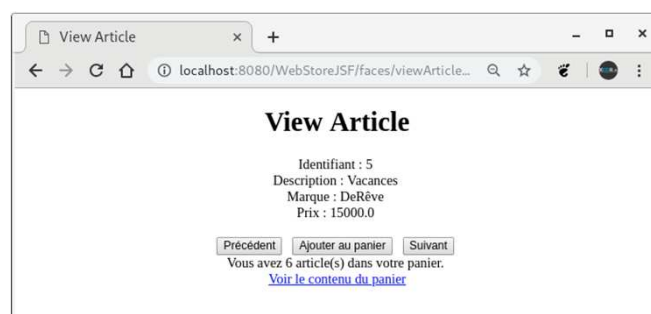 View Article
localhost:8080/WebStoreJSF/faces/viewArticle...
View Article
Identifiant : 5
Description : Vacances
Marque : DeRêve
Prix : 15000.0
Précédent Ajouter au panier Suivant
Vous avez 6 article(s) dans votre panier.
Voir le contenu du panier